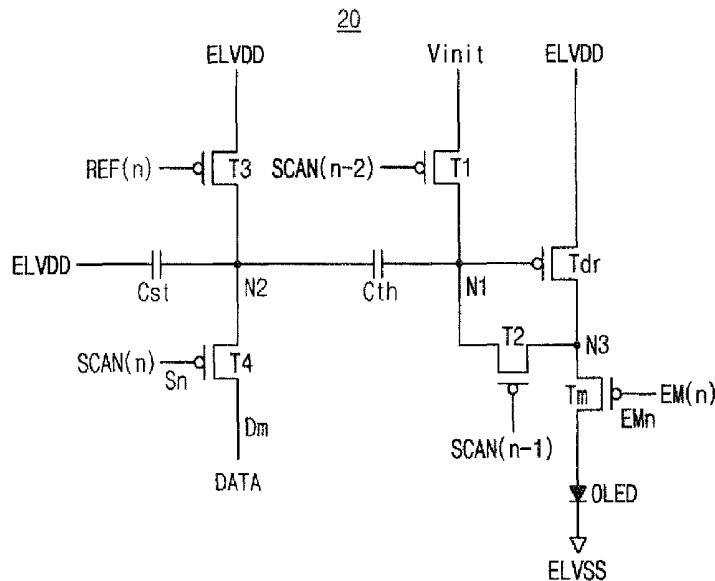 20
ELVDD Vinit ELVDD
REF(n) T3 SCAN(n-2) T1
ELVDD Cst N2 Cth N1 Tdr
SCAN(n) Sn T4 T2 N3
Tm EM(n)
EMn
Dm SCAN(n-1)
DATA OLED
ELVSS